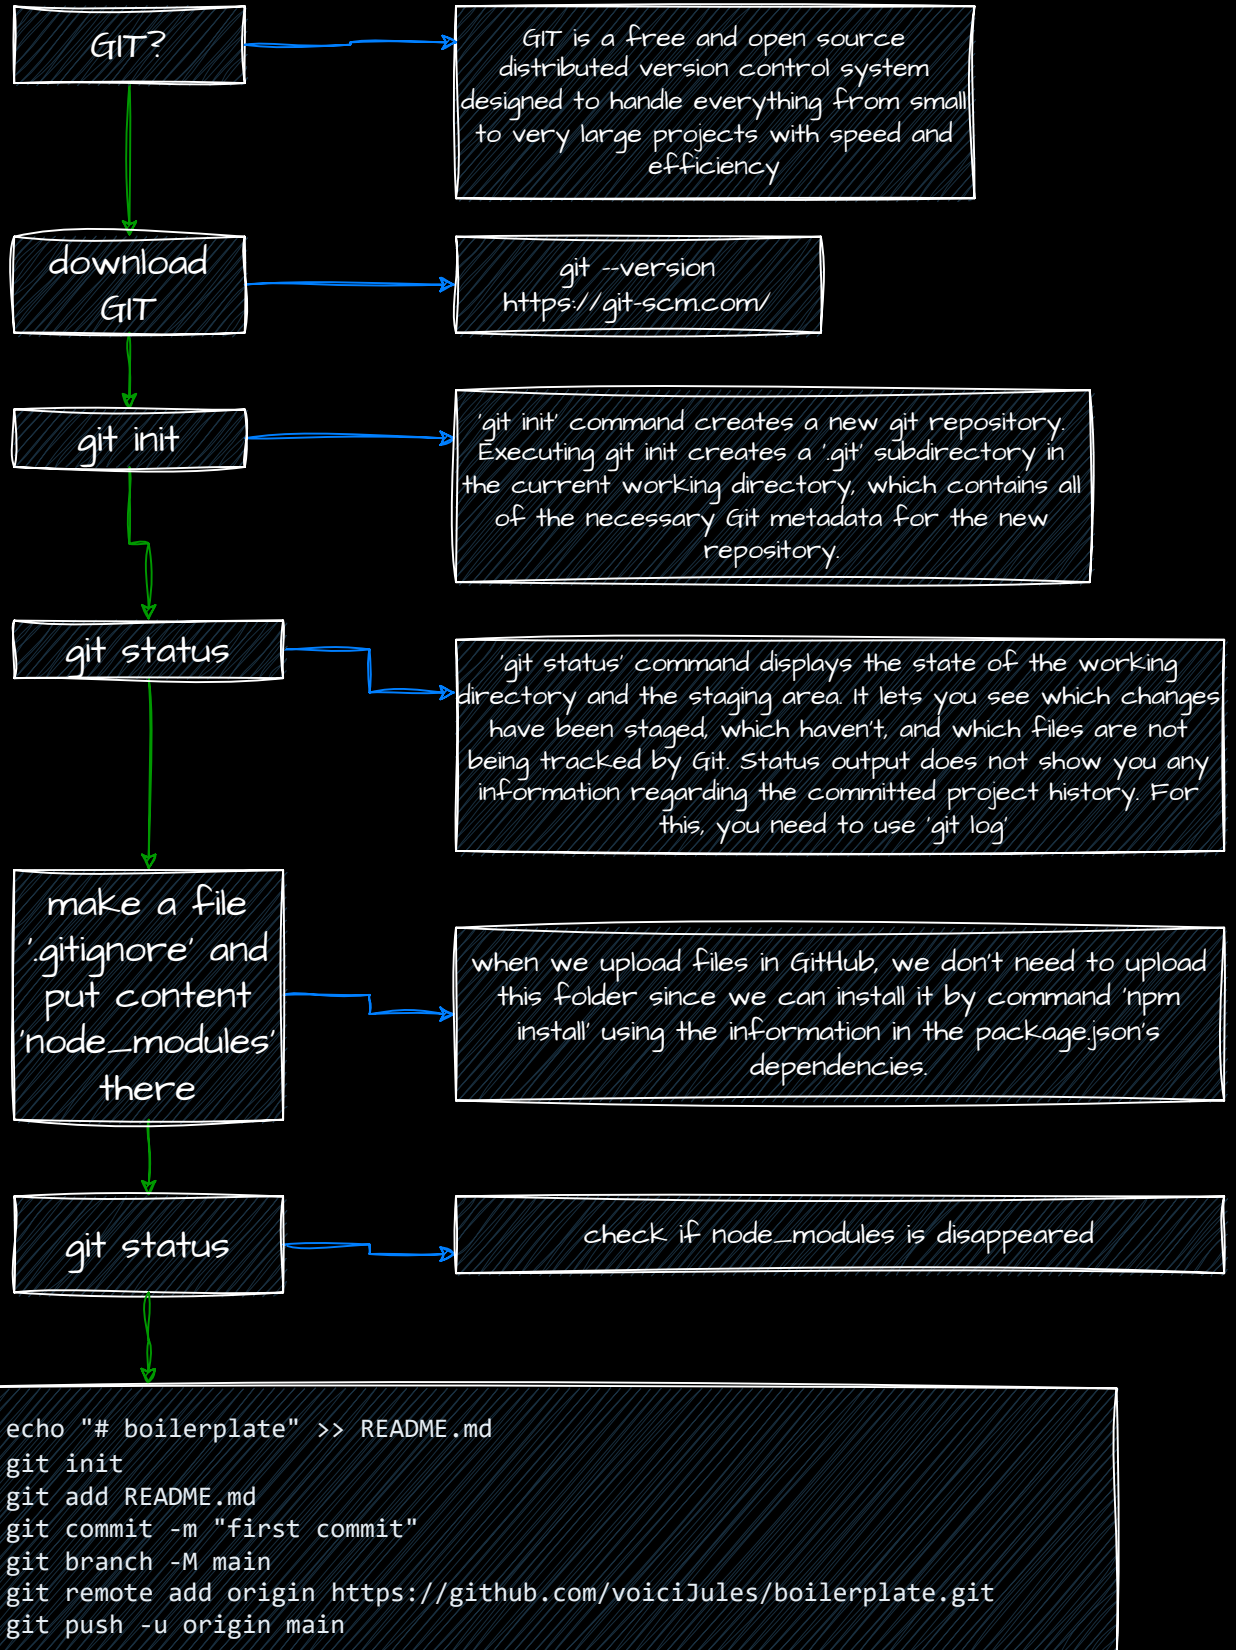 GIT?
GIT is a free and open source
distributed version control system
designed to handle everything from small
to very large projects with speed and
efficiency
download
GIT
git --version
https://git-scm.com/
git init
'git init' command creates a new git repository.
Executing git init creates a '.git' subdirectory in
the current working directory, which contains all
of the necessary Git metadata for the new
repository.
git status
'git status' command displays the state of the working
directory and the staging area. It lets you see which changes
have been staged, which haven't, and which files are not
being tracked by Git. Status output does not show you any
information regarding the committed project history. For
this, you need to use 'git log'
make a file
'.gitignore' and
put content
'node_modules'
there
when we upload files in GitHub, we don't need to upload
this folder since we can install it by command 'npm
install' using the information in the package.json's
dependencies.
git status
check if node_modules is disappeared
echo "# boilerplate" >> README.md
git init
git add README.md
git commit -m "first commit"
git branch -M main
git remote add origin https://github.com/voiciJules/boilerplate.git
git push -u origin main